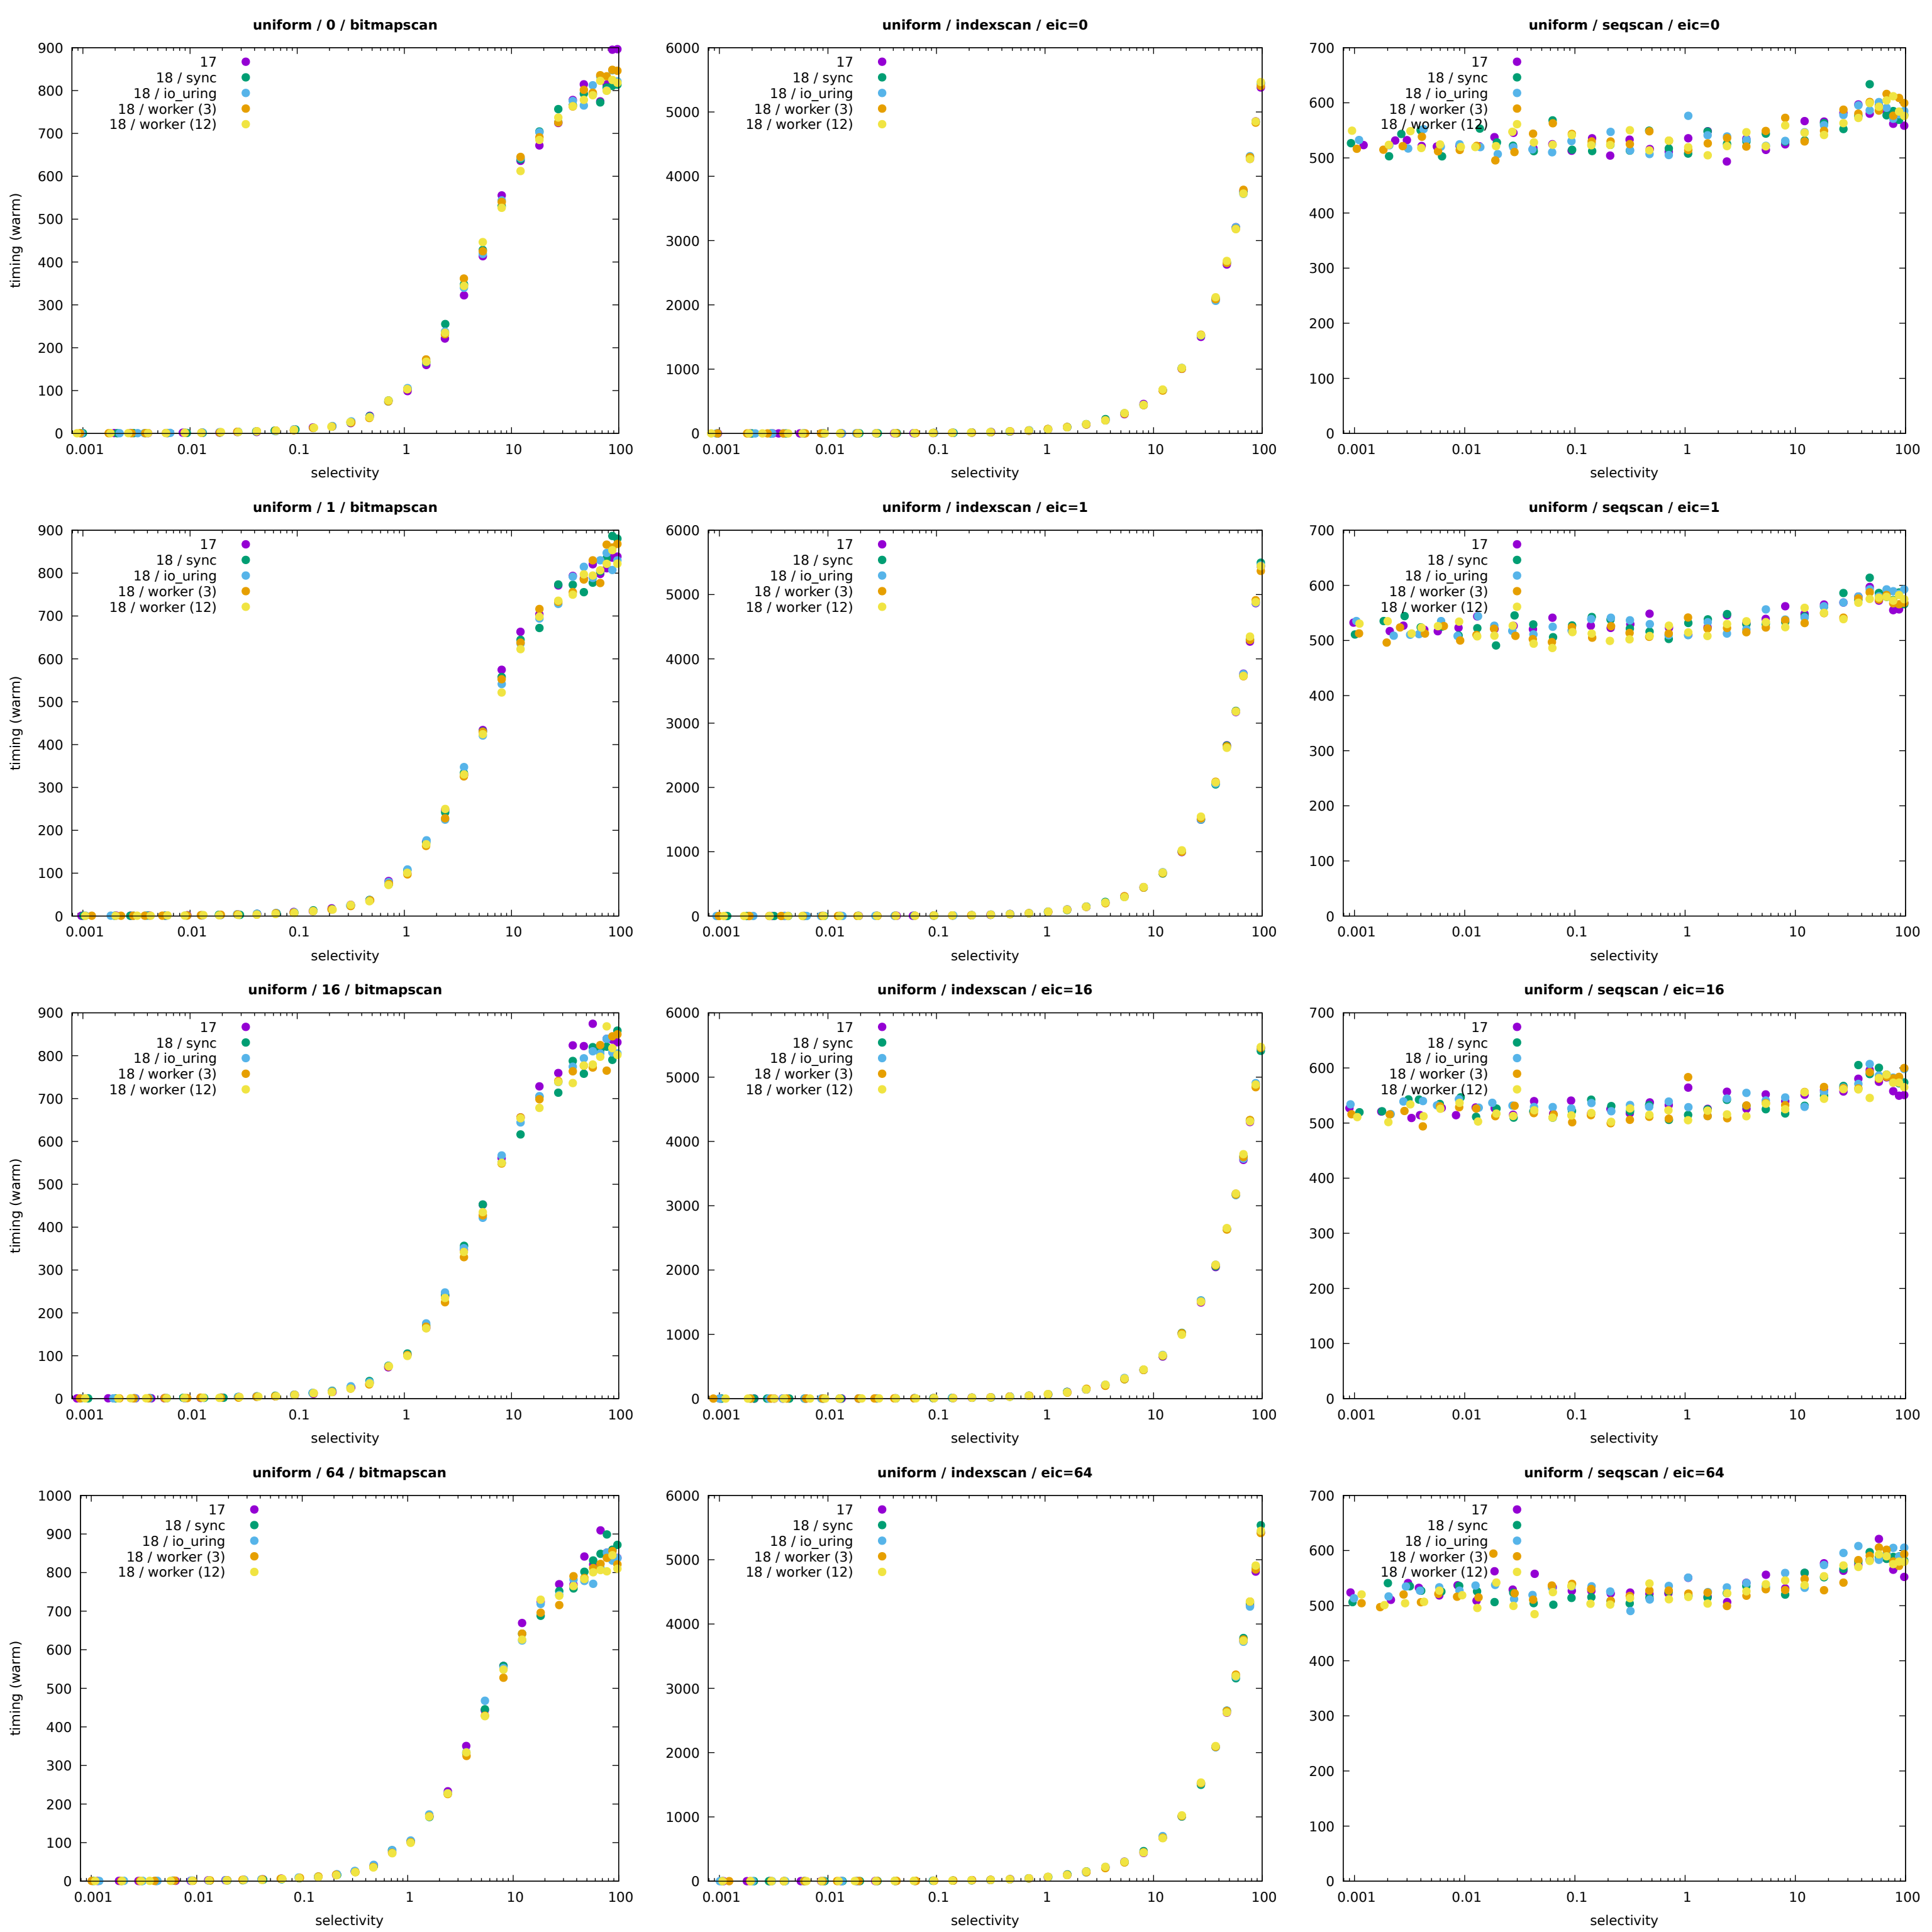 uniform / 0 / bitmapscan
900
800
700
600
500
400
300
200
100
0
timing (warm)
17
18 / sync
18 / io_uring
18 / worker (3)
18 / worker (12)
0.001
0.01
0.1
1
10
100
selectivity
uniform / indexscan / eic=0
6000
5000
4000
3000
2000
1000
0
17
18 / sync
18 / io_uring
18 / worker (3)
18 / worker (12)
0.001
0.01
0.1
1
10
100
selectivity
uniform / seqscan / eic=0
700
600
500
400
300
200
100
0
17
18 / sync
18 / io_uring
18 / worker (3)
18 / worker (12)
0.001
0.01
0.1
1
10
100
selectivity
uniform / 1 / bitmapscan
900
800
700
600
500
400
300
200
100
0
timing (warm)
17
18 / sync
18 / io_uring
18 / worker (3)
18 / worker (12)
0.001
0.01
0.1
1
10
100
selectivity
uniform / indexscan / eic=1
6000
5000
4000
3000
2000
1000
0
17
18 / sync
18 / io_uring
18 / worker (3)
18 / worker (12)
0.001
0.01
0.1
1
10
100
selectivity
uniform / seqscan / eic=1
700
600
500
400
300
200
100
0
17
18 / sync
18 / io_uring
18 / worker (3)
18 / worker (12)
0.001
0.01
0.1
1
10
100
selectivity
uniform / 16 / bitmapscan
900
800
700
600
500
400
300
200
100
0
timing (warm)
17
18 / sync
18 / io_uring
18 / worker (3)
18 / worker (12)
0.001
0.01
0.1
1
10
100
selectivity
uniform / indexscan / eic=16
6000
5000
4000
3000
2000
1000
0
17
18 / sync
18 / io_uring
18 / worker (3)
18 / worker (12)
0.001
0.01
0.1
1
10
100
selectivity
uniform / seqscan / eic=16
700
600
500
400
300
200
100
0
17
18 / sync
18 / io_uring
18 / worker (3)
18 / worker (12)
0.001
0.01
0.1
1
10
100
selectivity
uniform / 64 / bitmapscan
1000
900
800
700
600
500
400
300
200
100
0
timing (warm)
17
18 / sync
18 / io_uring
18 / worker (3)
18 / worker (12)
0.001
0.01
0.1
1
10
100
selectivity
uniform / indexscan / eic=64
6000
5000
4000
3000
2000
1000
0
17
18 / sync
18 / io_uring
18 / worker (3)
18 / worker (12)
0.001
0.01
0.1
1
10
100
selectivity
uniform / seqscan / eic=64
700
600
500
400
300
200
100
0
17
18 / sync
18 / io_uring
18 / worker (3)
18 / worker (12)
0.001
0.01
0.1
1
10
100
selectivity